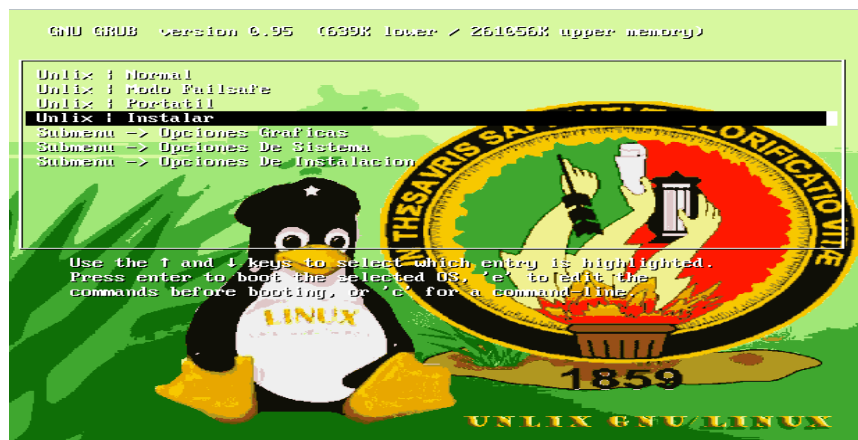 GNU GRUB version 0.95 (639K lower / 261056K upper memory)
Unlix : Normal
Unlix : Modo Failsafe
Unlix : Portatil
Unlix : Instalar
Submenu -> Opciones Graficas
Submenu -> Opciones De Sistema
Submenu -> Opciones De Instalacion
Use the ↑ and ↓ keys to select which entry is highlighted.
Press enter to boot the selected OS, 'e' to edit the
commands before booting, or 'c' for a command-line.
LINUX
1859
UNLIX GNU/LINUX